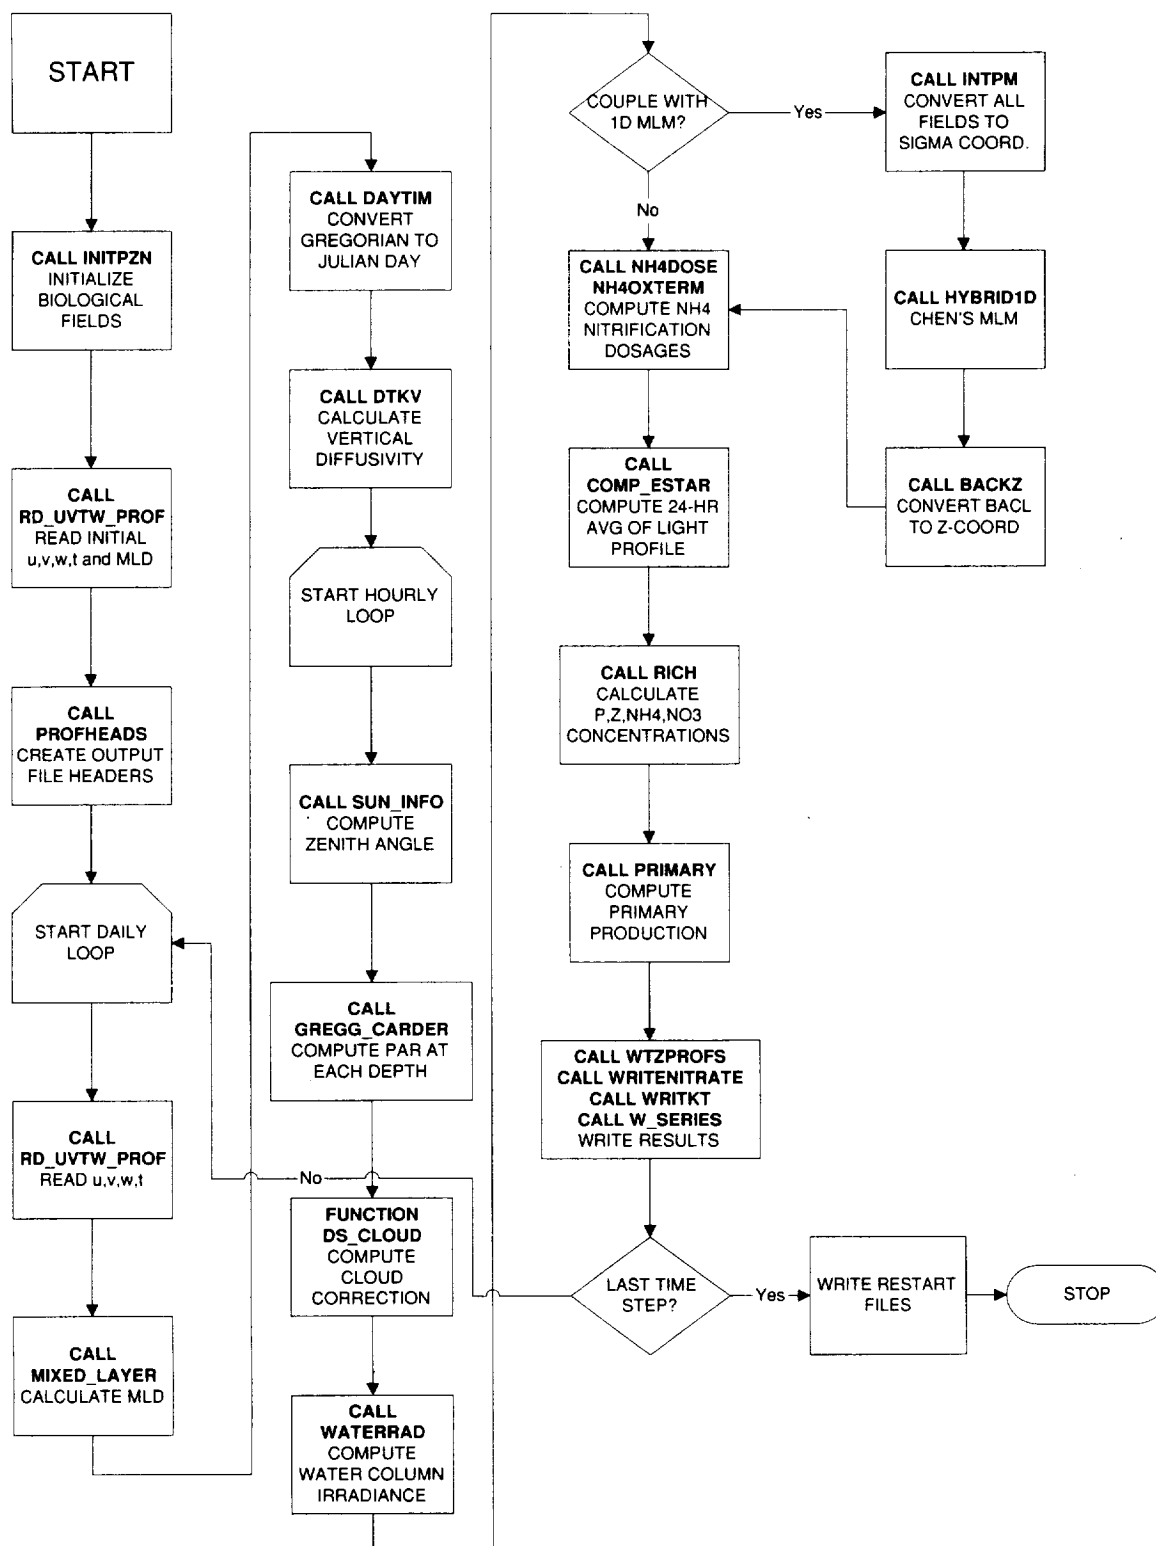 START
CALL INITPZN
INITIALIZE
BIOLOGICAL
FIELDS
CALL
RD_UVTW_PROF
READ INITIAL
u,v,w,t and MLD
CALL
PROFHEADS
CREATE OUTPUT
FILE HEADERS
START DAILY
LOOP
CALL
RD_UVTW_PROF
READ u,v,w,t
CALL
MIXED_LAYER
CALCULATE MLD
CALL DAYTIM
CONVERT
GREGORIAN TO
JULIAN DAY
CALL DTKV
CALCULATE
VERTICAL
DIFFUSIVITY
START HOURLY
LOOP
CALL SUN_INFO
COMPUTE
ZENITH ANGLE
CALL
GREGG_CARDER
COMPUTE PAR AT
EACH DEPTH
No
FUNCTION
DS_CLOUD
COMPUTE
CLOUD
CORRECTION
CALL
WATERRAD
COMPUTE
WATER COLUMN
IRRADIANCE
COUPLE WITH
1D MLM?
Yes
No
CALL NH4DOSE
NH4OXTERM
COMPUTE NH4
NITRIFICATION
DOSAGES
CALL
COMP_ESTAR
COMPUTE 24-HR
AVG OF LIGHT
PROFILE
CALL RICH
CALCULATE
P,Z,NH4,NO3
CONCENTRATIONS
CALL PRIMARY
COMPUTE
PRIMARY
PRODUCTION
CALL WTZPROFS
CALL WRITENITRATE
CALL WRITKT
CALL W_SERIES
WRITE RESULTS
LAST TIME
STEP?
Yes
CALL INTPM
CONVERT ALL
FIELDS TO
SIGMA COORD.
CALL HYBRID1D
CHEN'S MLM
CALL BACKZ
CONVERT BACL
TO Z-COORD
WRITE RESTART
FILES
STOP